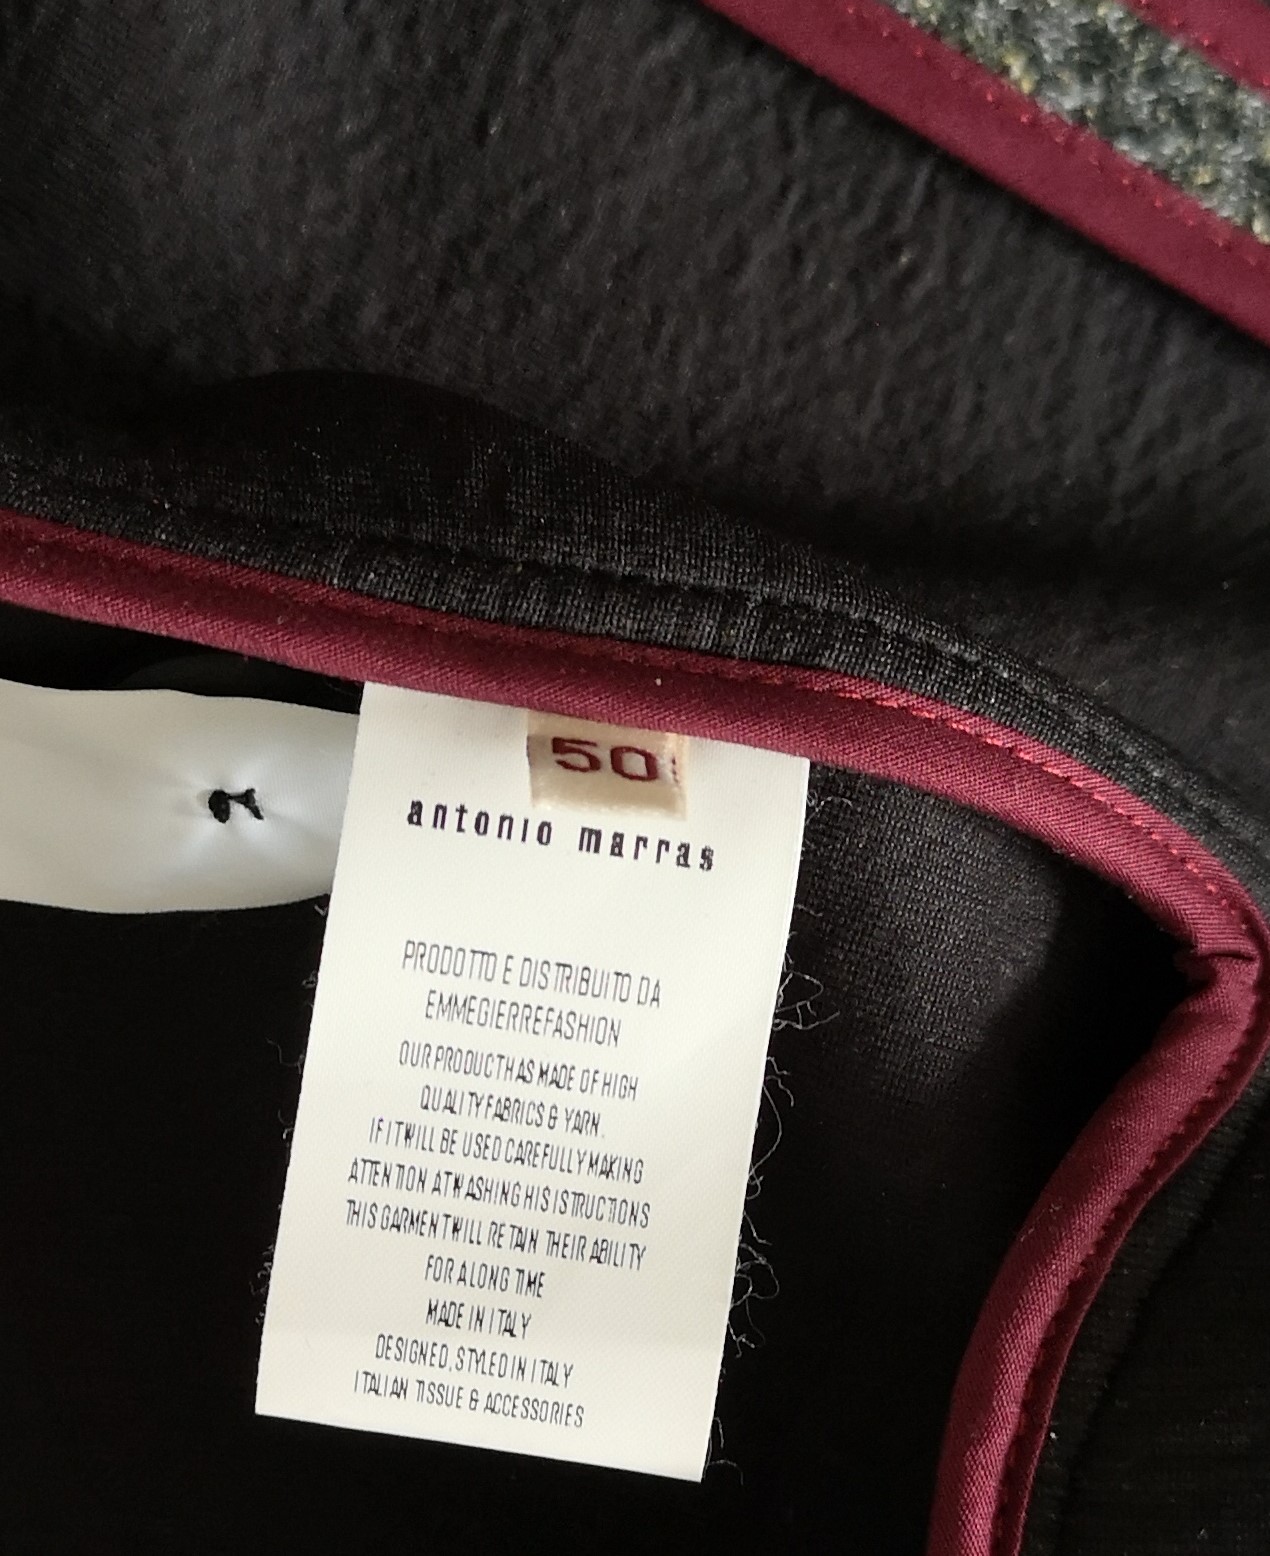 50
antonio marras
PRODOTTO E DISTRIBUITO DA
EMMEGIERREFASHION
OUR PRODUCT HAS MADE OF HIGH
QUALITY FABRICS & YARN.
IF IT WILL BE USED CAREFULLY MAKING
ATTENTION AT WASHING HIS ISTRUCTIONS
THIS GARMENT WILL RETAIN THEIR ABILITY
FOR A LONG TIME
MADE IN ITALY
DESIGNED, STYLED IN ITALY
ITALIAN TISSUE & ACCESSORIES